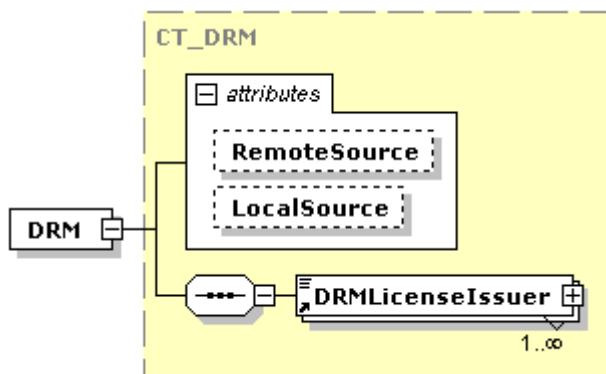 CT_DRM
attributes
RemoteSource
LocalSource
DRM
DRMLicenseIssuer
1..∞